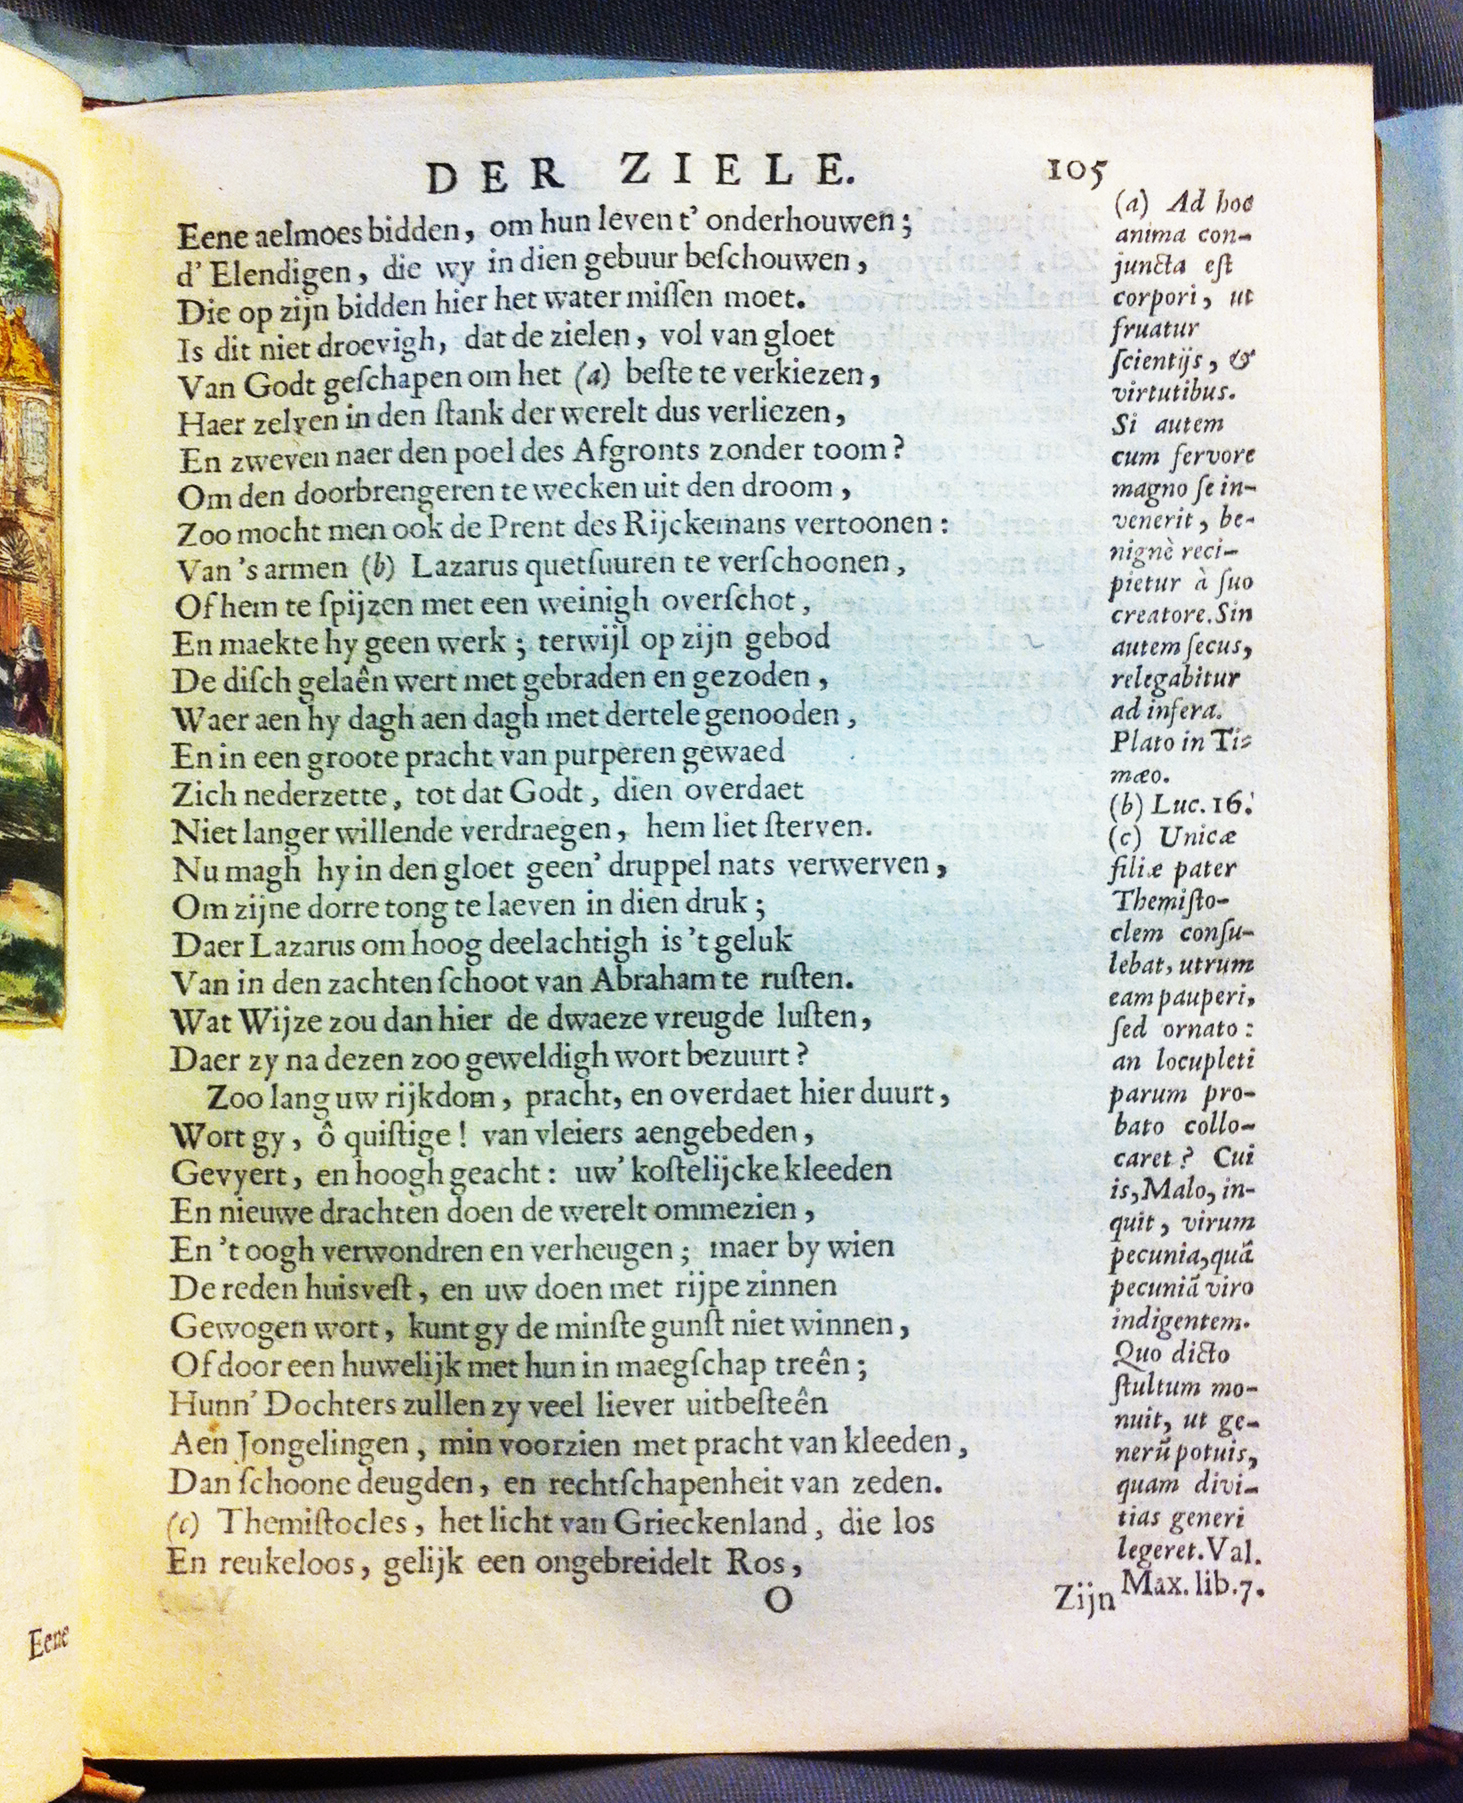 DER ZIELE. 105
Eene aelmoes bidden, om hun leven t' onderhouwen;
d' Elendigen, die wy in dien gebuur beſchouwen,
Die op zijn bidden hier het water miſſen moet.
Is dit niet droevigh, dat de zielen, vol van gloet
Van Godt geſchapen om het (a) beſte te verkiezen,
Haer zelven in den ſtank der werelt dus verliezen,
En zweven naer den poel des Afgronts zonder toom?
Om den doorbrengeren te wecken uit den droom,
Zoo mocht men ook de Prent des Rijckemans vertoonen:
Van 's armen (b) Lazarus quetſuuren te verſchoonen,
Of hem te ſpijzen met een weinigh overſchot,
En maekte hy geen werk; terwijl op zijn gebod
De diſch gelaên wert met gebraden en gezoden,
Waer aen hy dagh aen dagh met dertele genooden,
En in een groote pracht van purperen gewaed
Zich nederzette, tot dat Godt, dien overdaet
Niet langer willende verdraegen, hem liet ſterven.
Nu magh hy in den gloet geen' druppel nats verwerven,
Om zijne dorre tong te laeven in dien druk;
Daer Lazarus om hoog deelachtigh is 't geluk
Van in den zachten ſchoot van Abraham te ruſten.
Wat Wijze zou dan hier de dwaeze vreugde luſten,
Daer zy na dezen zoo geweldigh wort bezuurt?
Zoo lang uw rijkdom, pracht, en overdaet hier duurt,
Wort gy, ô quiſtige! van vleiers aengebeden,
Gevyert, en hoogh geacht: uw' koſtelijcke kleeden
En nieuwe drachten doen de werelt ommezien,
En 't oogh verwondren en verheugen; maer by wien
De reden huisveſt, en uw doen met rijpe zinnen
Gewogen wort, kunt gy de minſte gunſt niet winnen,
Of door een huwelijk met hun in maegſchap treên;
Hunn' Dochters zullen zy veel liever uitbeſteên
Aen Jongelingen, min voorzien met pracht van kleeden,
Dan ſchoone deugden, en rechtſchapenheit van zeden.
(c) Themiſtocles, het licht van Grieckenland, die los
En reukeloos, gelijk een ongebreidelt Ros,
O Zijn
(a) Ad hoc
anima con-
juncta eſt
corpori, ut
fruatur
ſcientijs, &
virtutibus.
Si autem
cum fervore
magno ſe in-
venerit, be-
nignè reci-
pietur à ſuo
creatore. Sin
autem ſecus,
relegabitur
ad infera.
Plato in Ti-
mæo.
(b) Luc. 16.
(c) Unicæ
filiæ pater
Themiſto-
clem conſu-
lebat, utrum
eam pauperi,
ſed ornato:
an locupleti
parum pro-
bato collo-
caret? Cui
is, Malo, in-
quit, virum
pecunia, quã
pecuniã viro
indigentem.
Quo dicto
ſtultum mo-
nuit, ut ge-
nerũ potuis,
quam divi-
tias generi
legeret. Val.
Max. lib. 7.
Eene